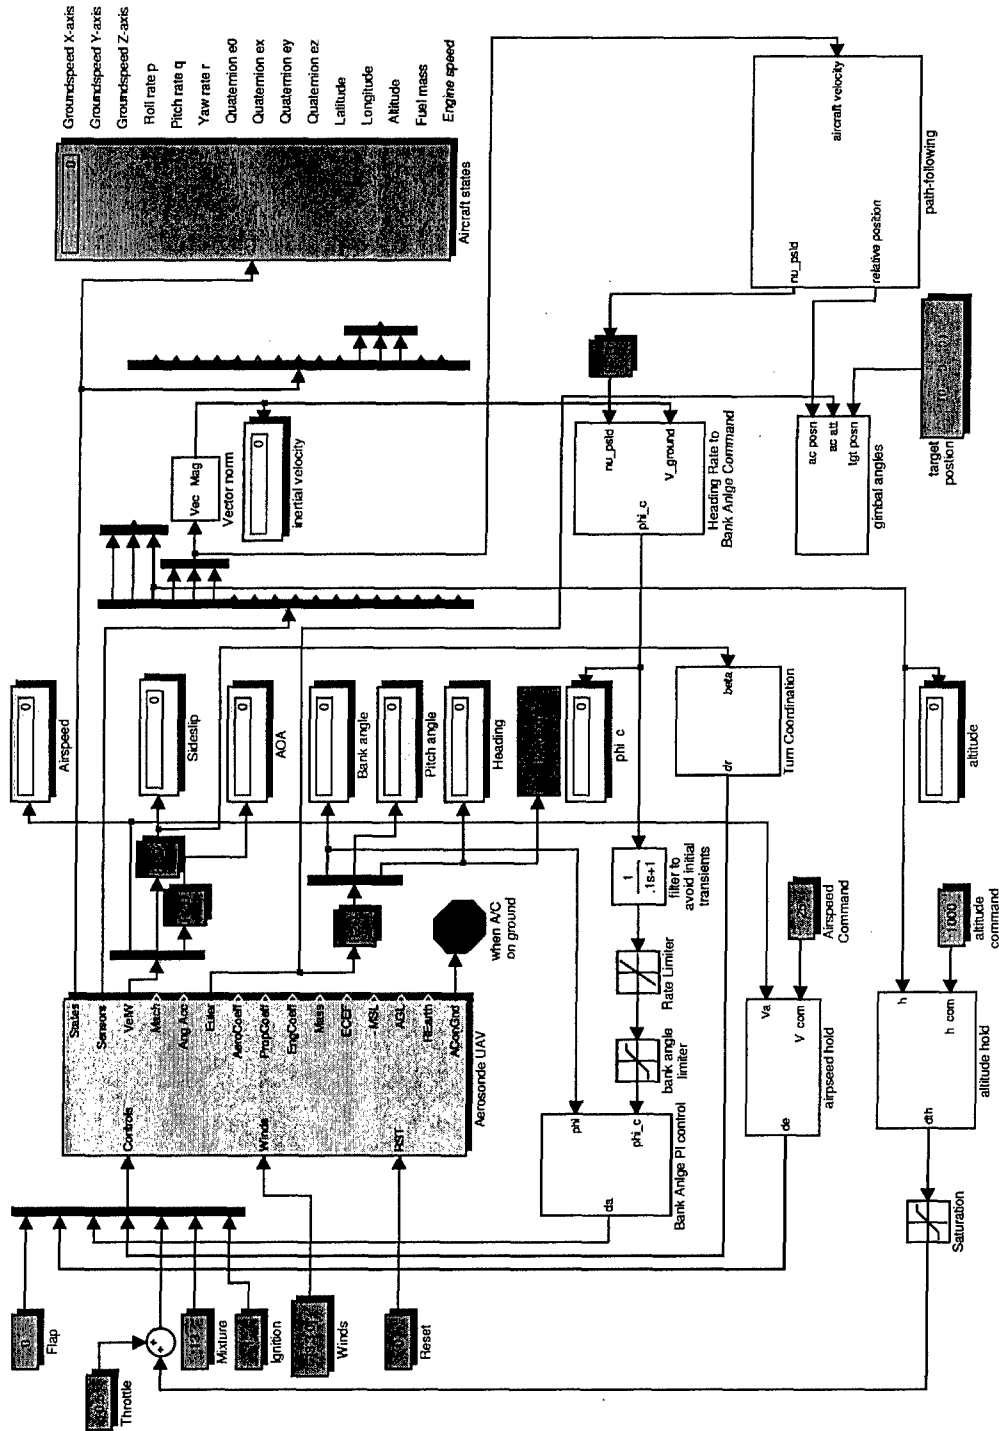 Groundspeed X-axis
Groundspeed Y-axis
Groundspeed Z-axis
Roll rate p
Pitch rate q
Yaw rate r
Quaternion e0
Quaternion ex
Quaternion ey
Quaternion ez
Latitude
Longitude
Altitude
Fuel mass
Engine speed
0
Aircraft states
Flap
Throttle
Mixture
Ignition
Winds
Reset
Controls
Winds
RST
States
Sensors
VelW
Mach
Ang Acc
Euler
AeroCoeff
PropCoeff
EngCoeff
Mass
ECEF
MSL
AGL
REarth
AConGnd
Aerosonde UAV
0
Airspeed
0
Sideslip
0
AOA
0
Bank angle
0
Pitch angle
0
Heading
0
phi c
when A/C
on ground
Vec
Mag
Vector norm
0
inertial velocity
nu_psid
V_ground
phi_c
Heading Rate to
Bank Anlge Command
1
.1s+1
filter to
avoid initial
transients
Rate Limiter
bank angle
limiter
phi
phi_c
da
Bank Anlge PI control
beta
dr
Turn Coordination
Va
V com
de
airpseed hold
Airspeed
Command
0
altitude
1000
altitude
command
h
h com
dth
altitude hold
Saturation
ac posn
ac att
tgt posn
gimbal angles
target
postion
aircraft velocity
nu_psid
relative position
path-following